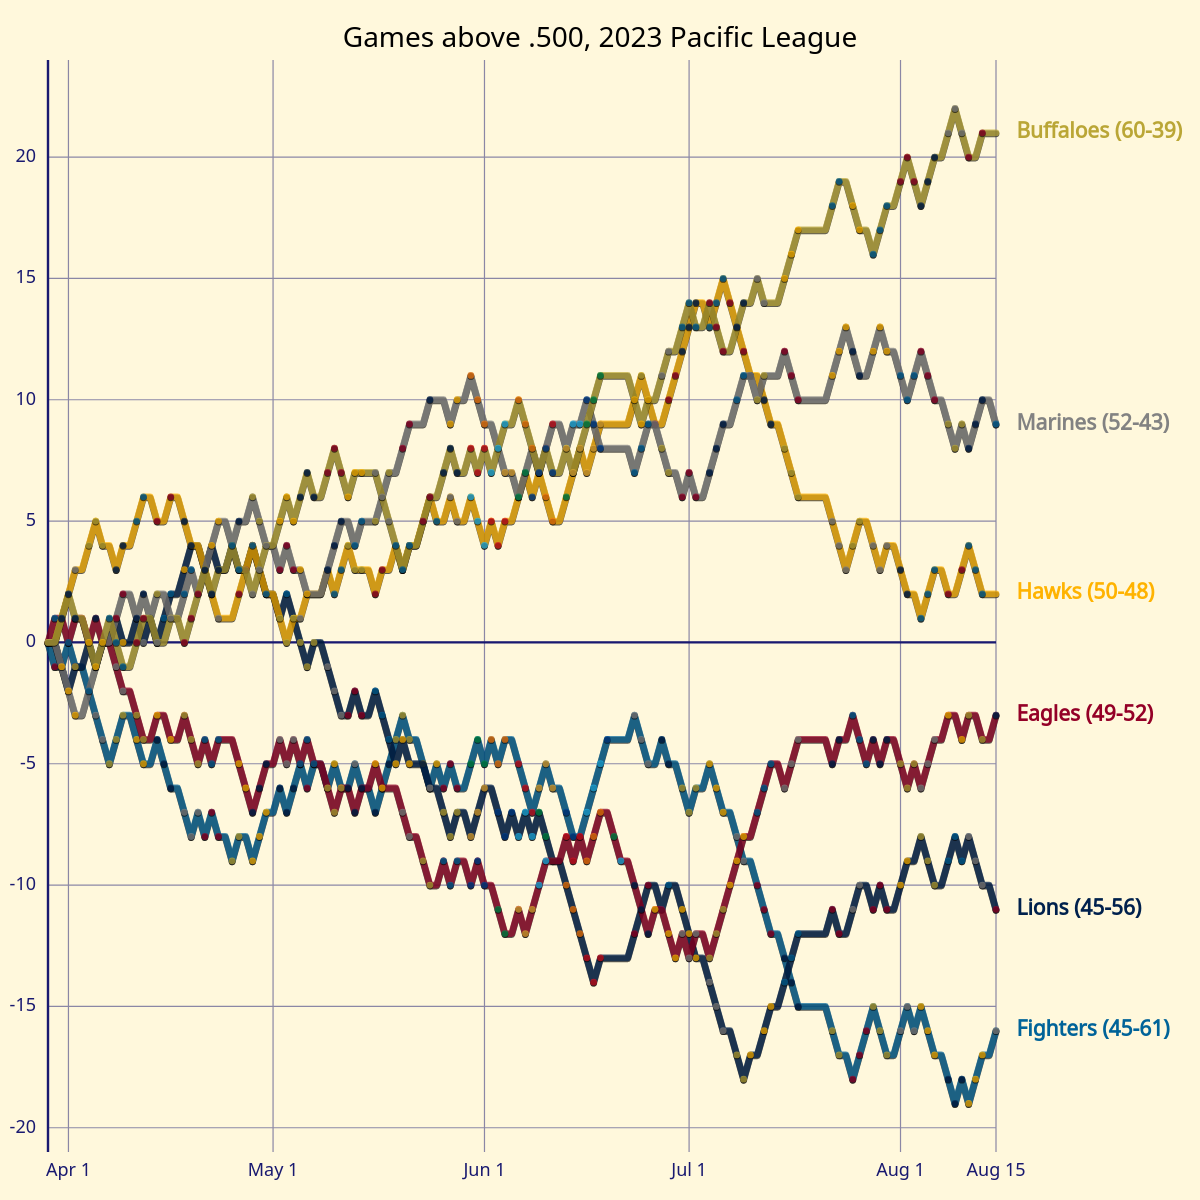 Games above .500, 2023 Pacific League
20
15
10
5
0
-5
-10
-15
-20
Buffaloes (60-39)
Marines (52-43)
Hawks (50-48)
Eagles (49-52)
Lions (45-56)
Fighters (45-61)
Apr 1
May 1
Jun 1
Jul 1
Aug 1
Aug 15